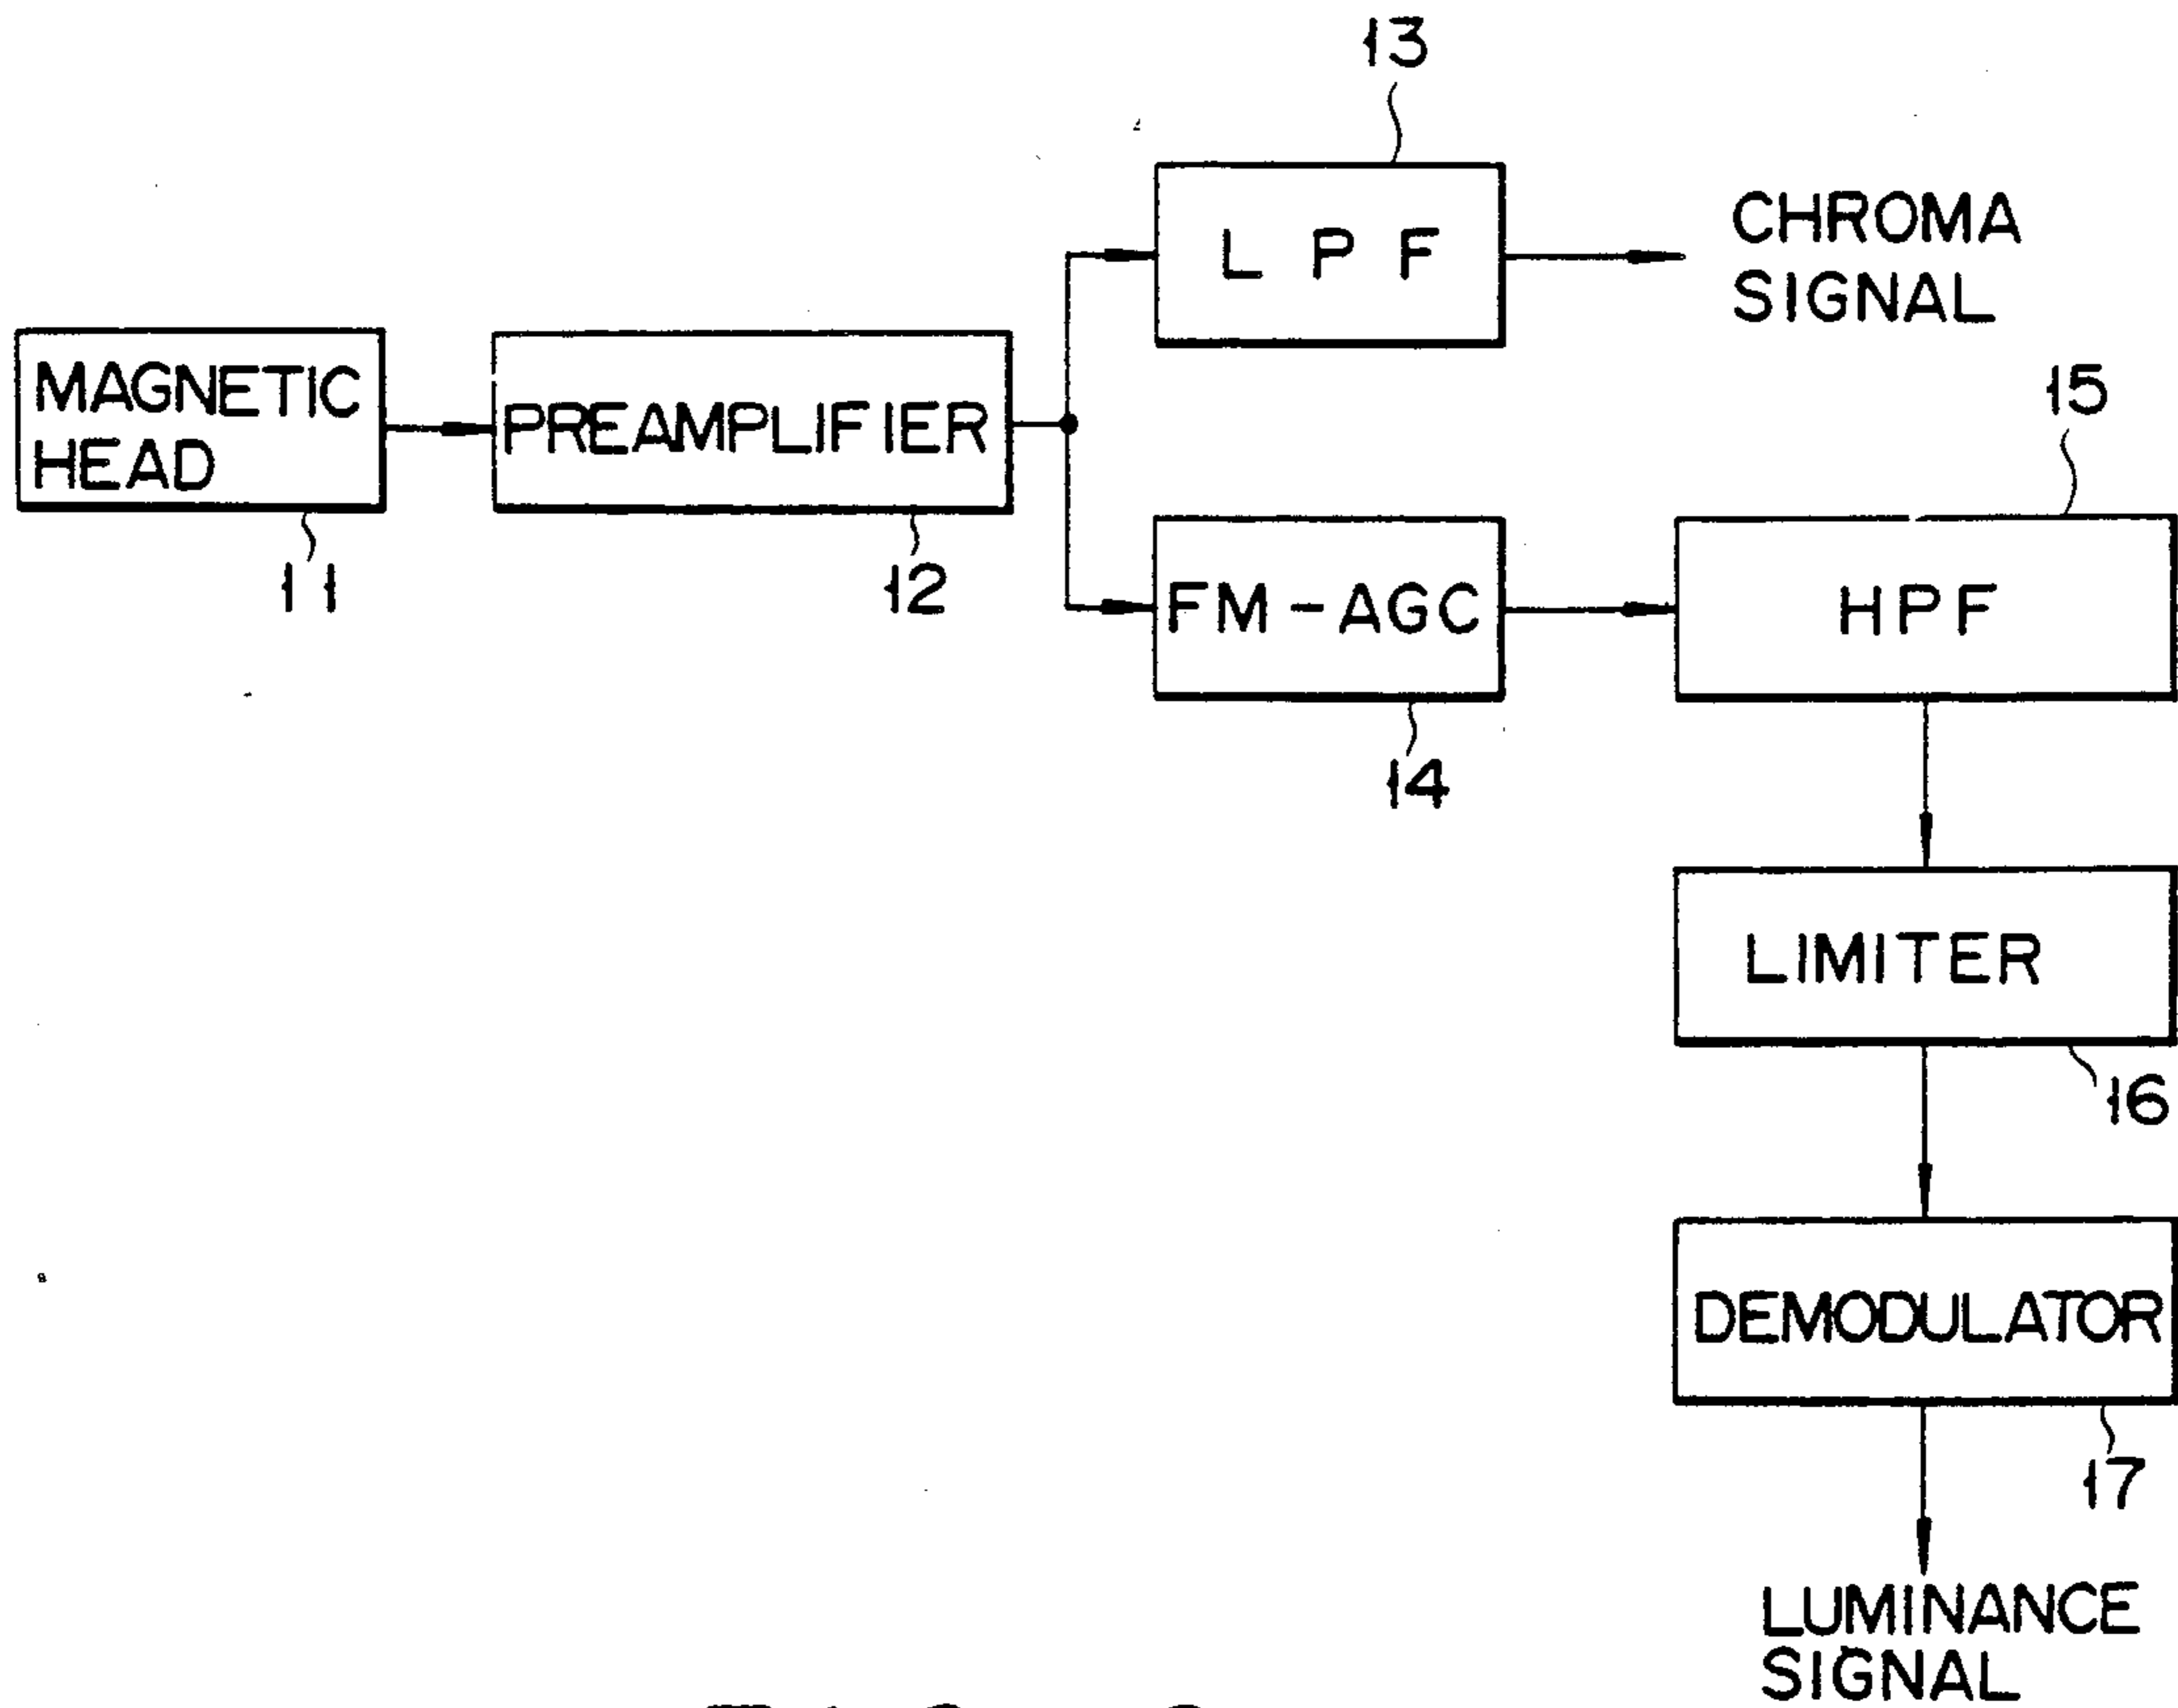 13
L P F
CHROMA
SIGNAL
MAGNETIC
HEAD
11
PREAMPLIFIER
12
15
FM-AGC
14
HPF
LIMITER
16
DEMODULATOR
17
LUMINANCE
SIGNAL